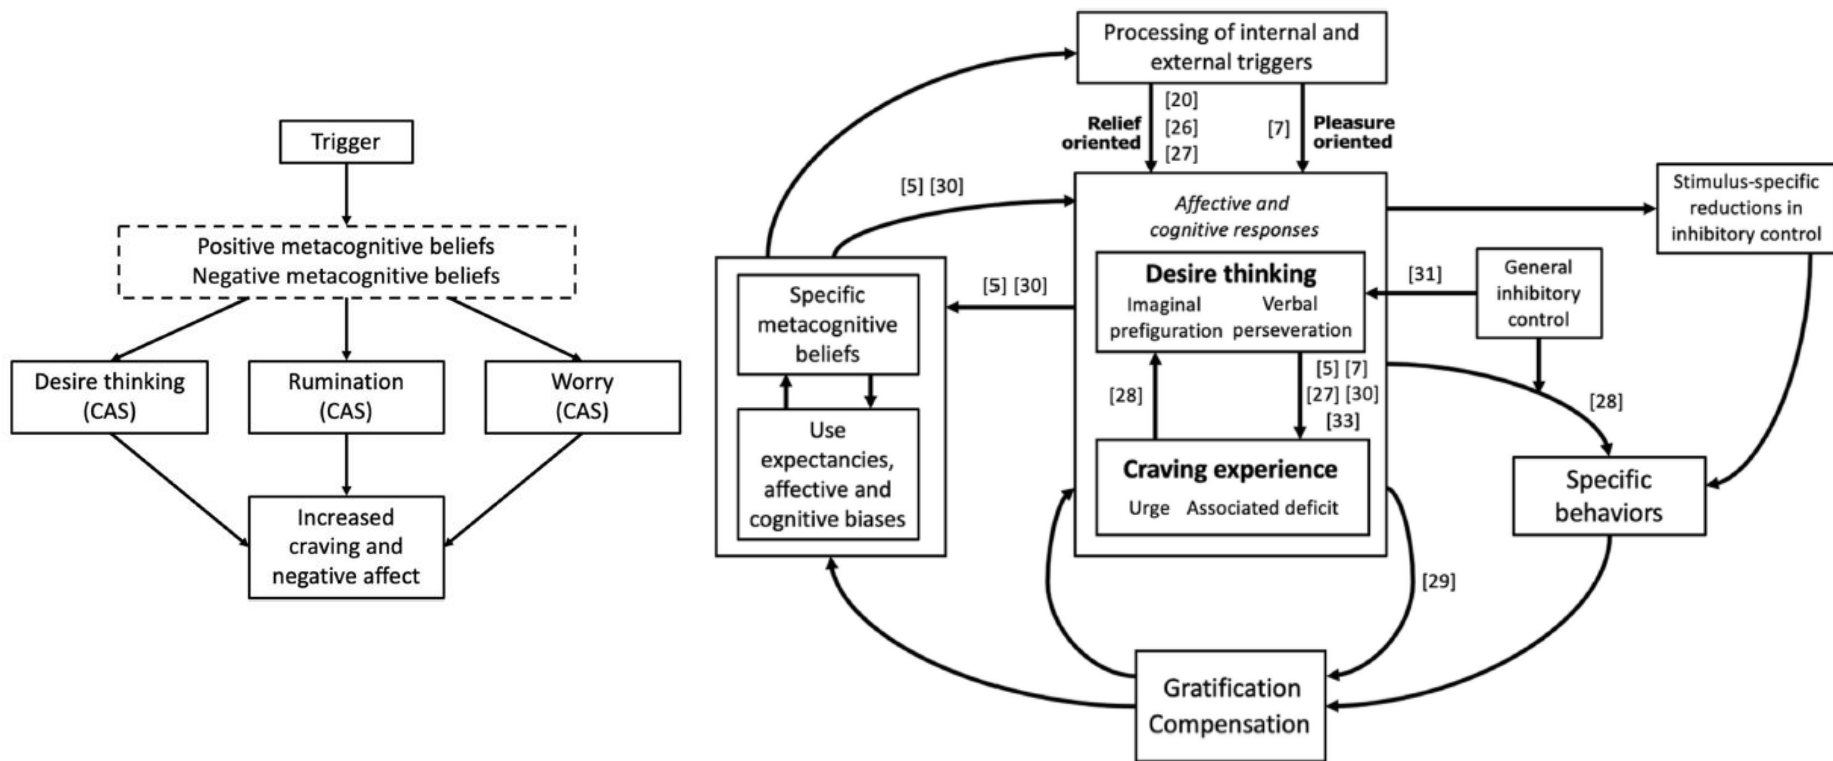 Trigger
Positive metacognitive beliefs
Negative metacognitive beliefs
Desire thinking
(CAS)
Rumination
(CAS)
Worry
(CAS)
Increased
craving and
negative affect
Processing of internal and
external triggers
Relief
oriented
[20]
[26]
[27]
[7]
Pleasure
oriented
[5] [30]
Affective and
cognitive responses
Stimulus-specific
reductions in
inhibitory control
Specific
metacognitive
beliefs
[5] [30]
Desire thinking
Imaginal
prefiguration
Verbal
perseveration
[31]
General
inhibitory
control
Use
expectancies,
affective and
cognitive biases
[28]
[5] [7]
[27] [30]
[33]
[28]
Craving experience
Urge Associated deficit
Specific
behaviors
[29]
Gratification
Compensation